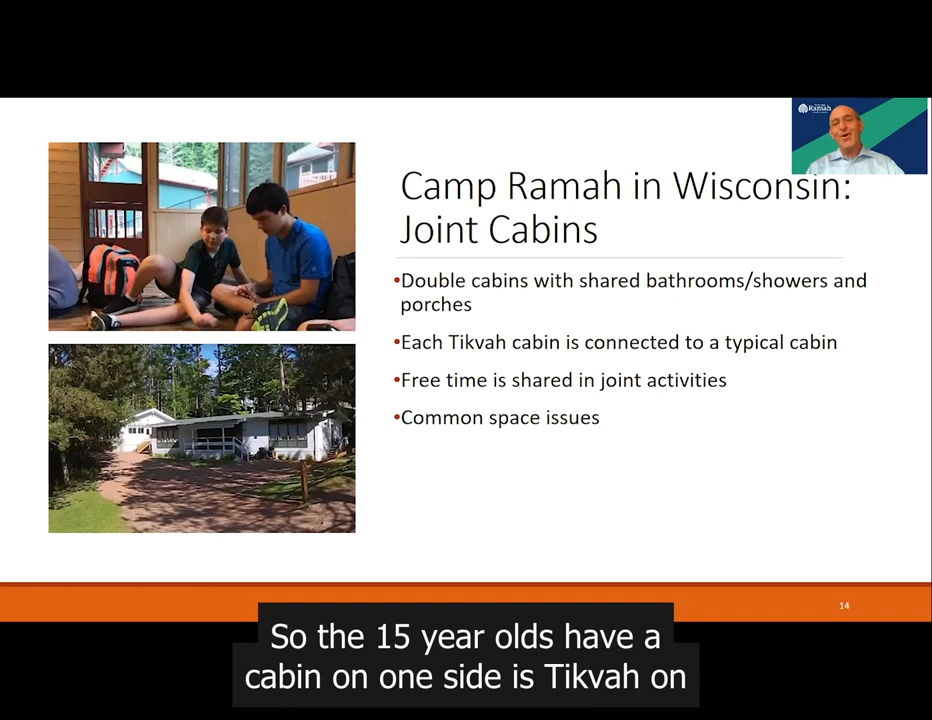 Ramah
Camp Ramah in Wisconsin:
Joint Cabins
•Double cabins with shared bathrooms/showers and
porches
•Each Tikvah cabin is connected to a typical cabin
•Free time is shared in joint activities
•Common space issues
14
So the 15 year olds have a
cabin on one side is Tikvah on